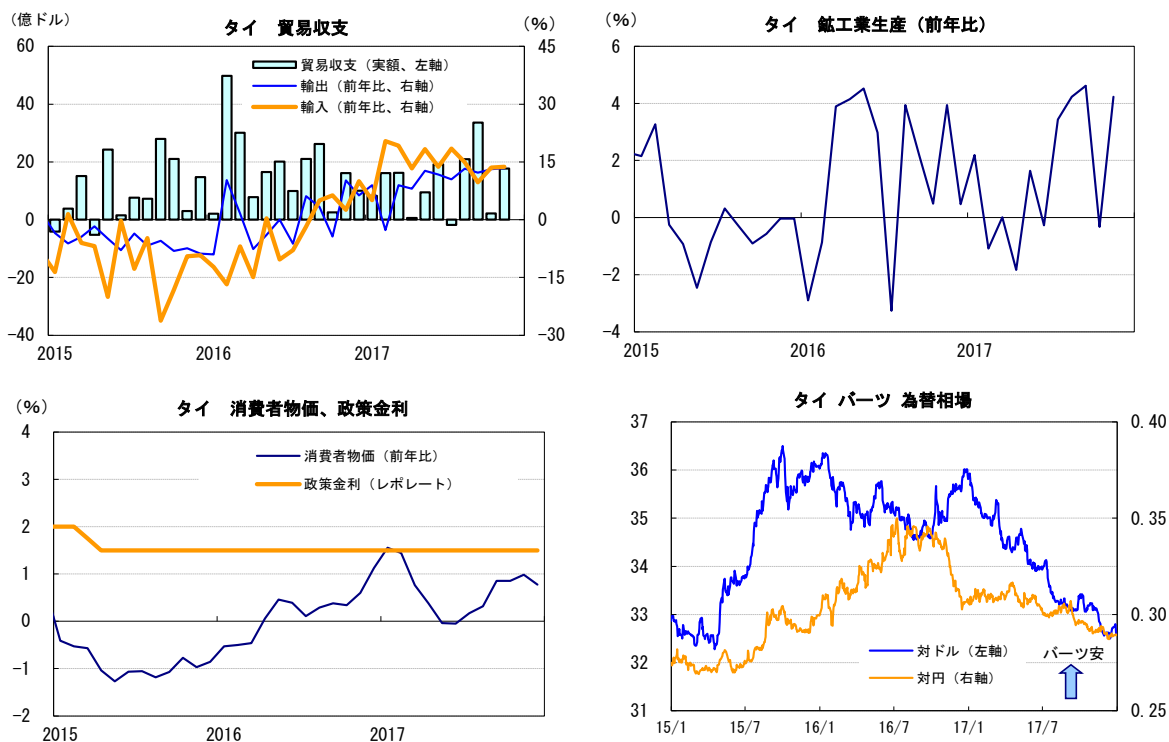 タイ 貿易収支
(億ドル)
(%)
60
40
20
0
-20
-40
45
30
15
0
-15
-30
貿易収支(実額、左軸)
輸出(前年比、右軸)
輸入(前年比、右軸)
2015 2016 2017
タイ 鉱工業生産(前年比)
(%)
6
4
2
0
-2
-4
2015 2016 2017
タイ 消費者物価、政策金利
(%)
4
3
2
1
0
-1
-2
消費者物価(前年比)
政策金利(レポレート)
2015 2016 2017
タイ バーツ 為替相場
37
36
35
34
33
32
31
0.40
0.35
0.30
0.25
対ドル(左軸)
対円(右軸)
バーツ安
15/1 15/7 16/1 16/7 17/1 17/7